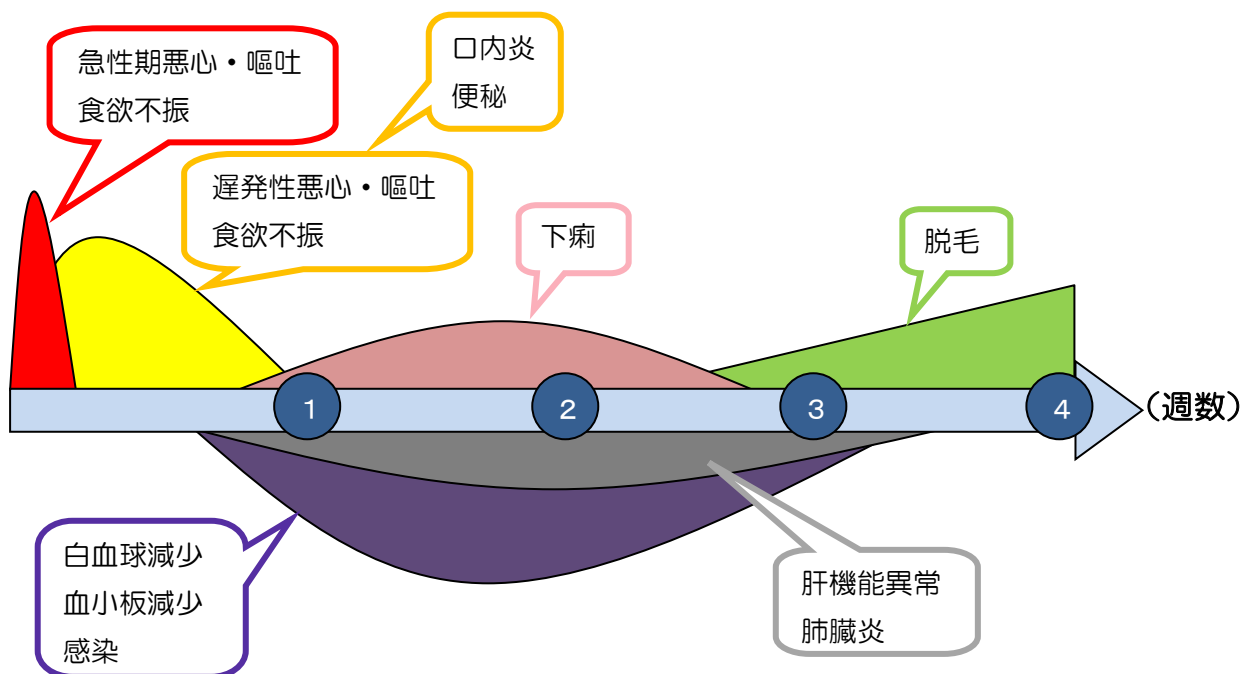 急性期悪心・嘔吐
食欲不振
口内炎
便秘
遅発性悪心・嘔吐
食欲不振
下痢
脱毛
1
2
3
4
(週数)
白血球減少
血小板減少
感染
肝機能異常
肺臓炎